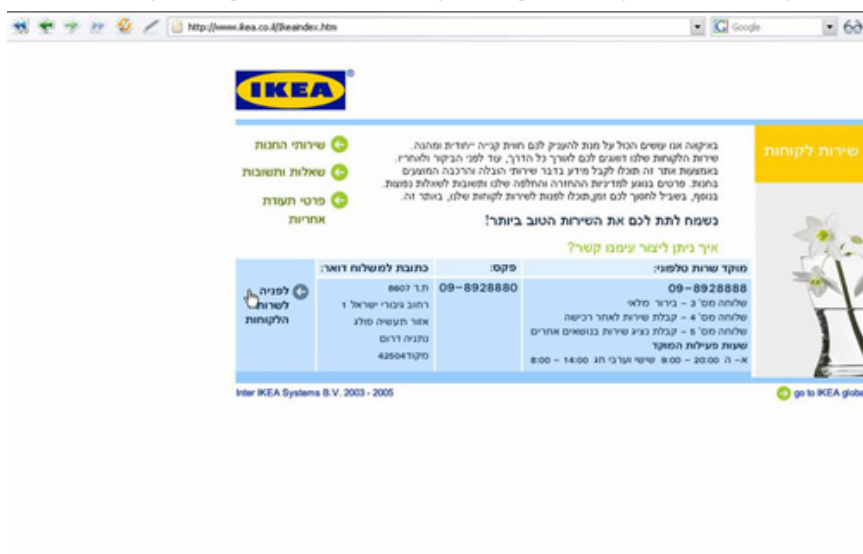 http://www.ikea.co.il/ikeaindex.htm
Google
IKEA
®
שירות לקוחות
באיקאה אנו עושים הכול על מנת להעניק לכם חווית קנייה ייחודית ומהנה.
שירות הלקוחות שלנו דואגים לכם לאורך כל הדרך, עוד לפני הביקור ולאחריו.
באמצעות אתר זה תוכלו לקבל מידע בדבר שירותי הובלה והרכבה המוצעים
בחנות. פרטים בנוגע למדיניות ההחזרה והחלפה שלנו ותשובות לשאלות נפוצות.
בנוסף, בשביל לחסוך לכם זמן,תוכלו לפנות לשירות לקוחות שלנו, באתר זה.
נשמח לתת לכם את השירות הטוב ביותר!
איך ניתן ליצור עימנו קשר?
שירותי החנות
שאלות ותשובות
פרטי תעודת
אחריות
מוקד שרות טלפוני:
09-8928888
שלוחה מס' 3 - בירור מלאי
שלוחה מס' 4 - קבלת שירות לאחר רכישה
שלוחה מס' 5 - קבלת נציג שירות בנושאים אחרים
שעות פעילות המוקד
א- ה 20:00 - 9:00 שישי וערבי חג 14:00 - 8:00
פקס:
09-8928880
כתובת למשלוח דואר:
ת.ד 8607
רחוב גיבורי ישראל 1
אזור תעשיה פולג
נתניה דרום
מיקוד42504
לפניה
לשרות
הלקוחות
Inter IKEA Systems B.V. 2003 - 2005
go to IKEA globa